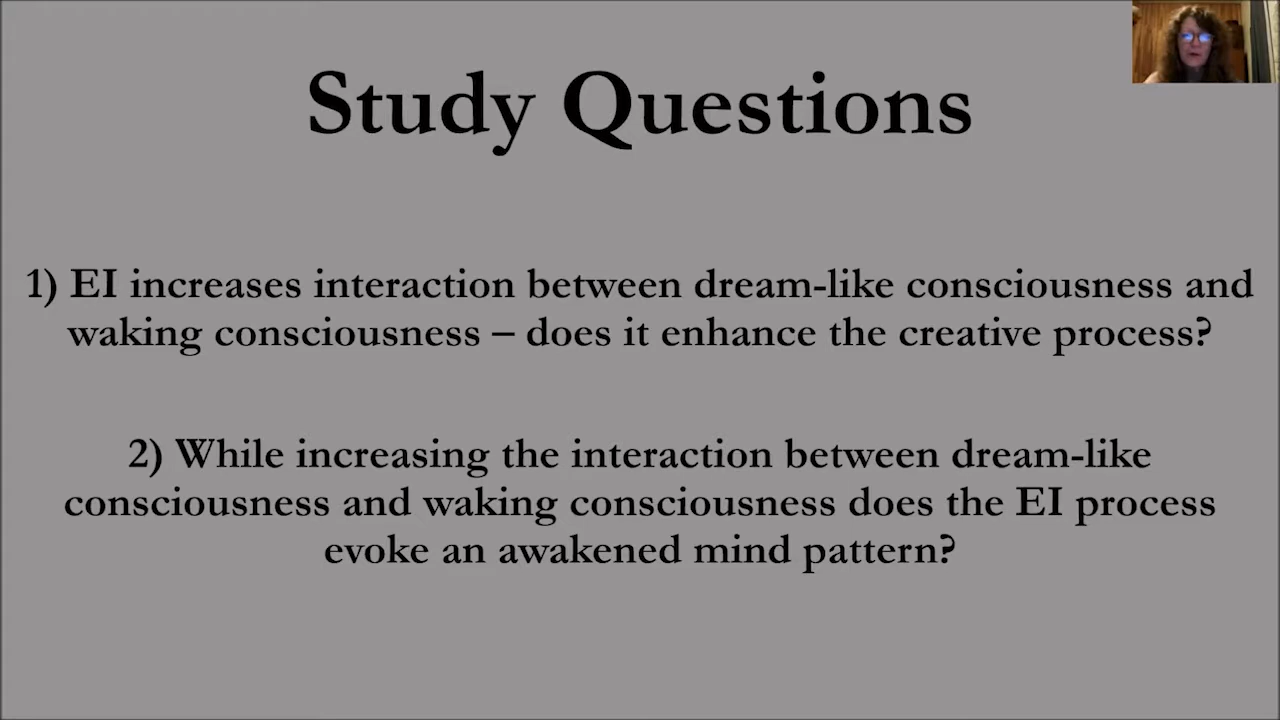 Study Questions
1) EI increases interaction between dream-like consciousness and
waking consciousness – does it enhance the creative process?
2) While increasing the interaction between dream-like
consciousness and waking consciousness does the EI process
evoke an awakened mind pattern?